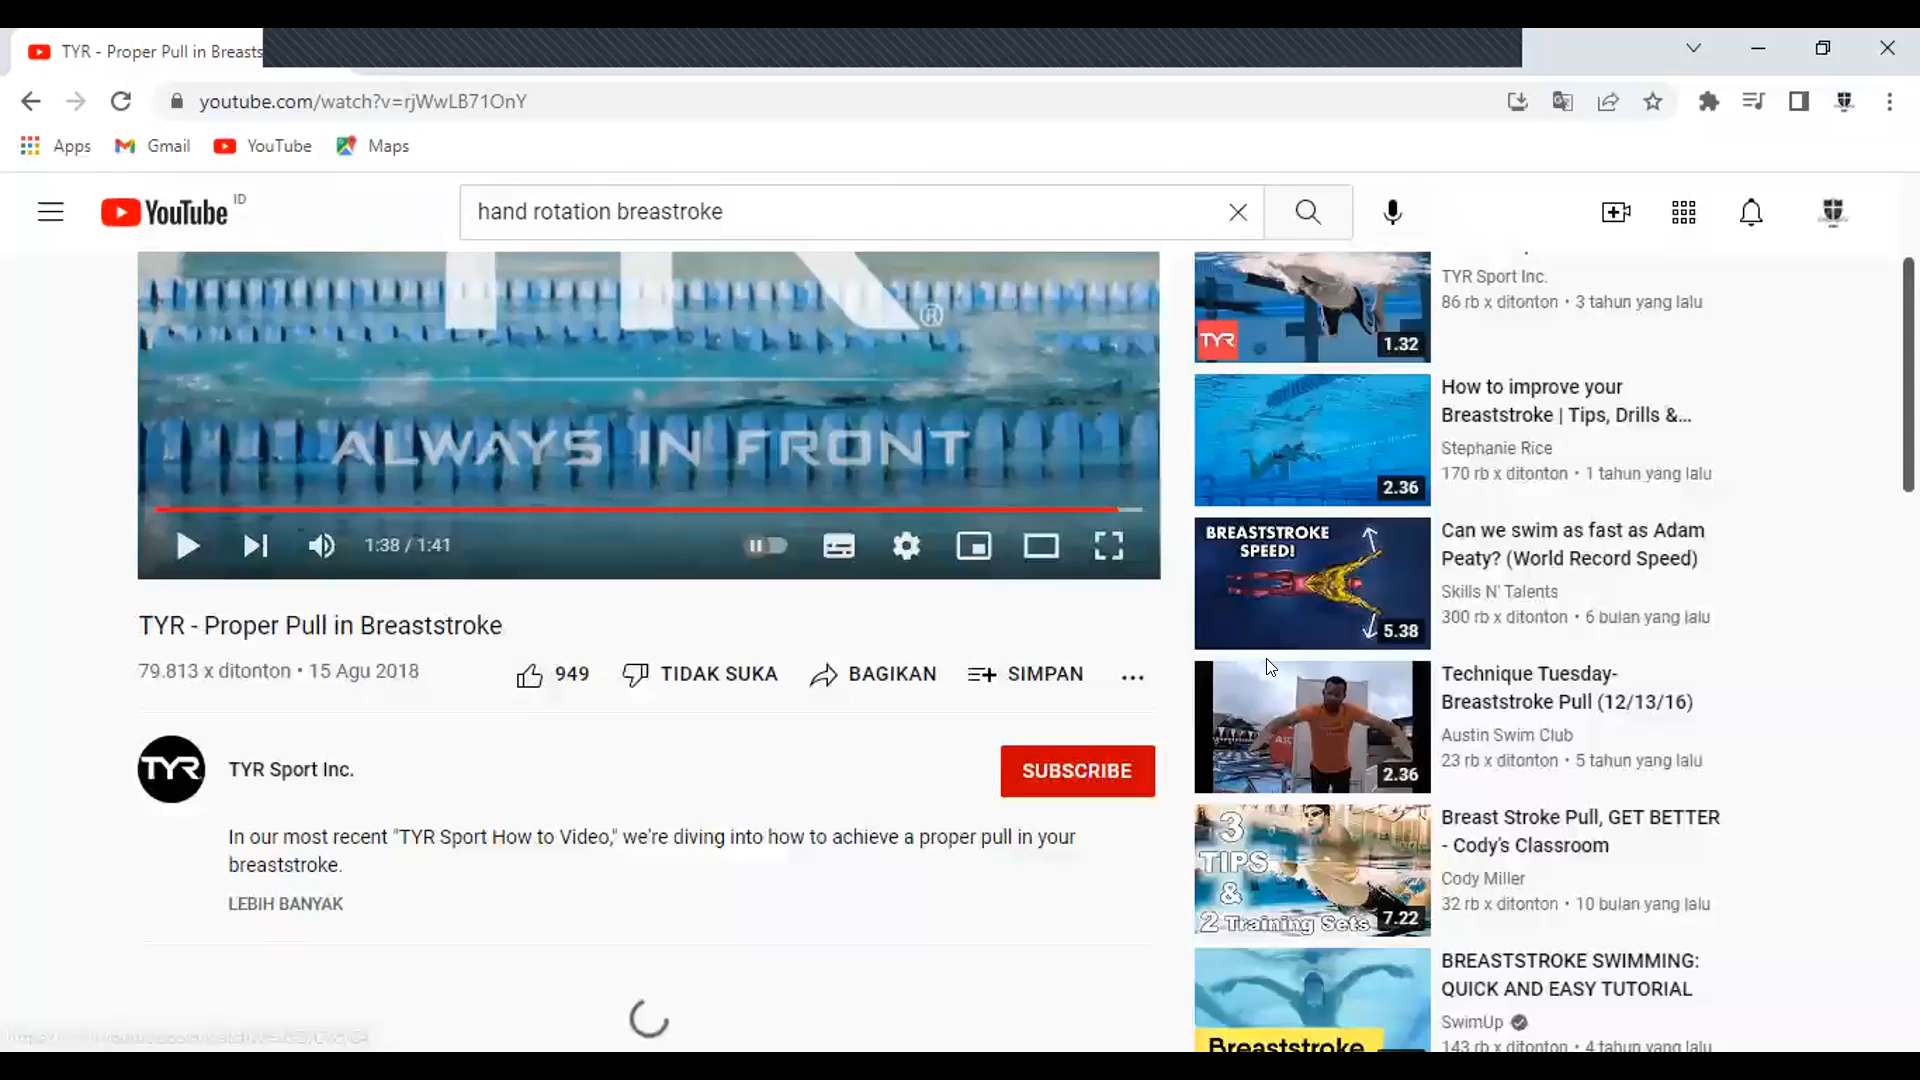 TYR - Proper Pull in Breasts
youtube.com/watch?v=rjWwLB71OnY
Apps Gmail YouTube Maps
YouTube ID
hand rotation breastroke
®
ALWAYS IN FRONT
1:38 / 1:41
TYR - Proper Pull in Breaststroke
79.813 x ditonton • 15 Agu 2018
949 TIDAK SUKA BAGIKAN SIMPAN
TYR
TYR Sport Inc.
SUBSCRIBE
In our most recent "TYR Sport How to Video," we're diving into how to achieve a proper pull in your
breaststroke.
LEBIH BANYAK
TYR
1.32
TYR Sport Inc.
86 rb x ditonton • 3 tahun yang lalu
2.36
How to improve your
Breaststroke | Tips, Drills &...
Stephanie Rice
170 rb x ditonton • 1 tahun yang lalu
BREASTSTROKE
SPEED!
5.38
Can we swim as fast as Adam
Peaty? (World Record Speed)
Skills N' Talents
300 rb x ditonton • 6 bulan yang lalu
2.36
Technique Tuesday-
Breaststroke Pull (12/13/16)
Austin Swim Club
23 rb x ditonton • 5 tahun yang lalu
3
TIPS
&
2 Training Sets
7.22
Breast Stroke Pull, GET BETTER
- Cody's Classroom
Cody Miller
32 rb x ditonton • 10 bulan yang lalu
Breaststroke
BREASTSTROKE SWIMMING:
QUICK AND EASY TUTORIAL
SwimUp
143 rb x ditonton • 4 tahun yang lalu